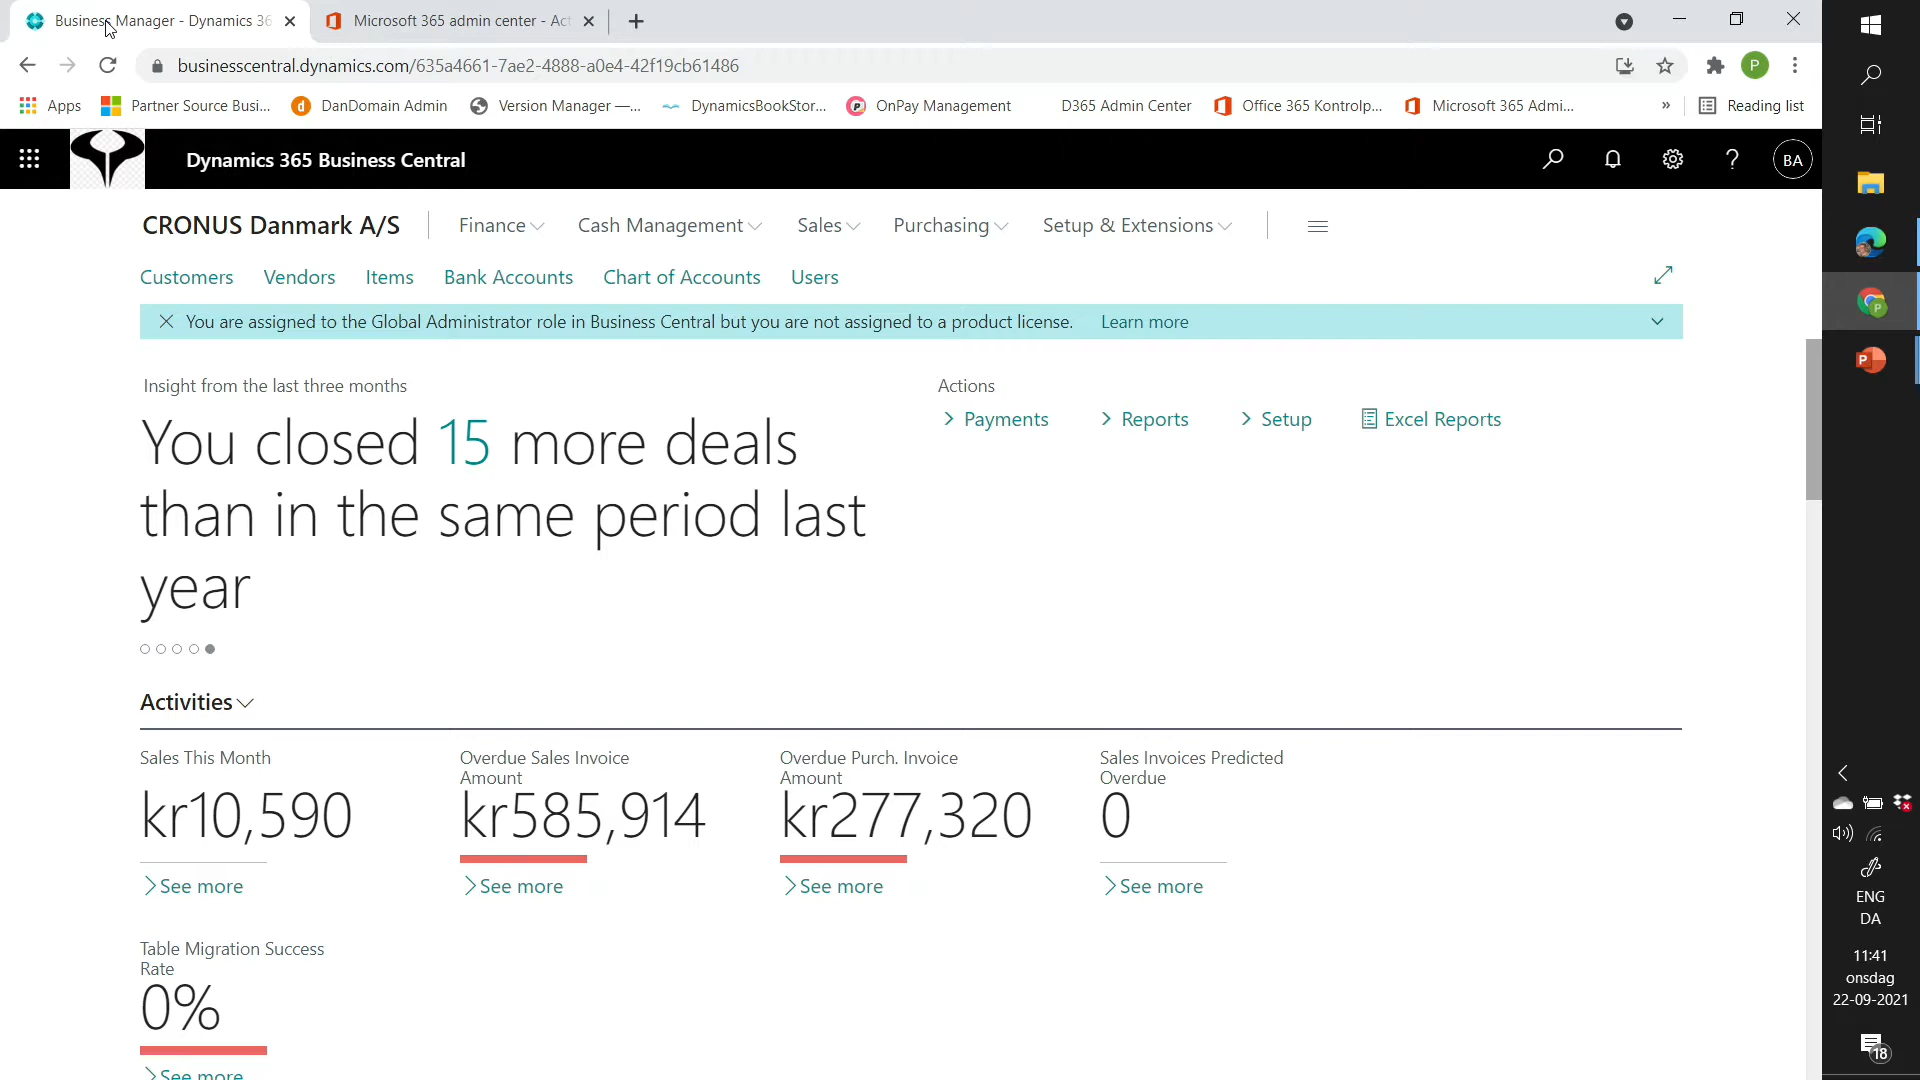 Business Manager - Dynamics 36
Microsoft 365 admin center - Act
businesscentral.dynamics.com/635a4661-7ae2-4888-a0e4-42f19cb61486
P
Apps
Partner Source Busi...
DanDomain Admin
Version Manager —...
DynamicsBookStor...
OnPay Management
D365 Admin Center
Office 365 Kontrolp...
Microsoft 365 Admi...
»
Reading list
Dynamics 365 Business Central
BA
CRONUS Danmark A/S
Finance
Cash Management
Sales
Purchasing
Setup & Extensions
Customers
Vendors
Items
Bank Accounts
Chart of Accounts
Users
You are assigned to the Global Administrator role in Business Central but you are not assigned to a product license. Learn more
Insight from the last three months
You closed 15 more deals
than in the same period last
year
Actions
Payments
Reports
Setup
Excel Reports
Activities
Sales This Month
kr10,590
See more
Overdue Sales Invoice
Amount
kr585,914
See more
Overdue Purch. Invoice
Amount
kr277,320
See more
Sales Invoices Predicted
Overdue
0
See more
Table Migration Success
Rate
0%
See more
ENG
DA
11:41
onsdag
22-09-2021
18